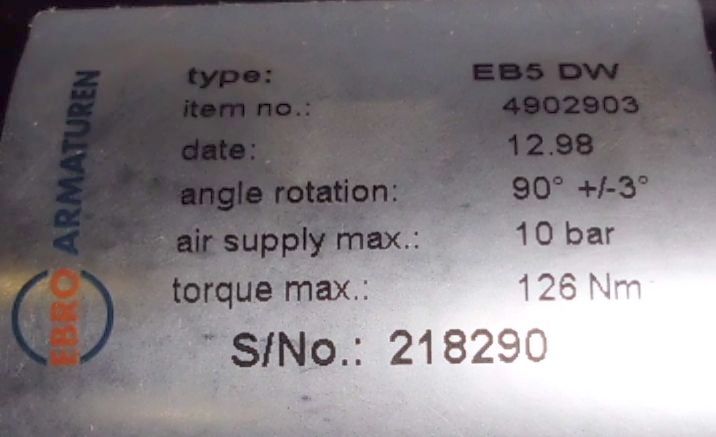 EBRO ARMATUREN
type: EB5 DW
item no.: 4902903
date: 12.98
angle rotation: 90° +/-3°
air supply max.: 10 bar
torque max.: 126 Nm
S/No.: 218290